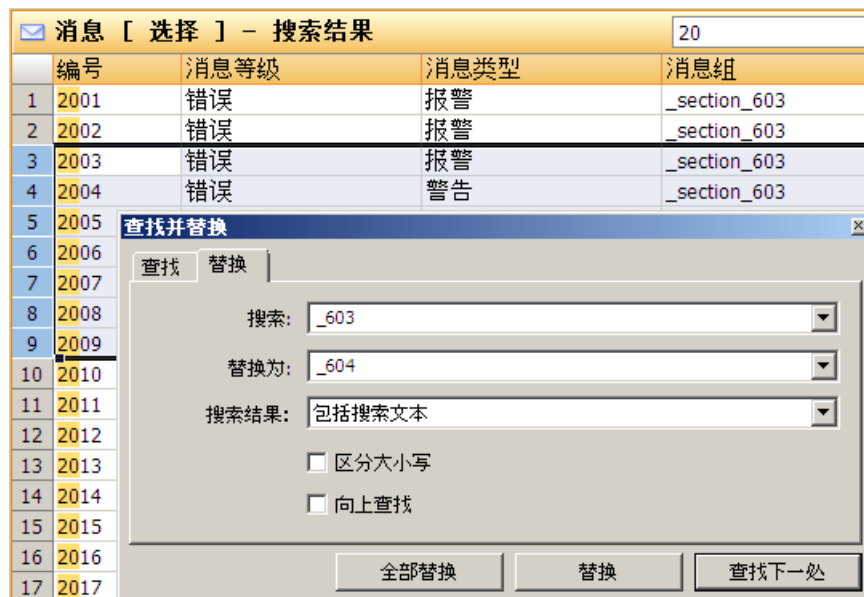 消息 [ 选择 ] - 搜索结果 20
编号 消息等级 消息类型 消息组
1 2001 错误 报警 _section_603
2 2002 错误 报警 _section_603
3 2003 错误 报警 _section_603
4 2004 错误 警告 _section_603
5 2005
6 2006
7 2007
8 2008
9 2009
10 2010
11 2011
12 2012
13 2013
14 2014
15 2015
16 2016
17 2017
查找并替换
查找 替换
搜索: _603
替换为: _604
搜索结果: 包括搜索文本
区分大小写
向上查找
全部替换 替换 查找下一处